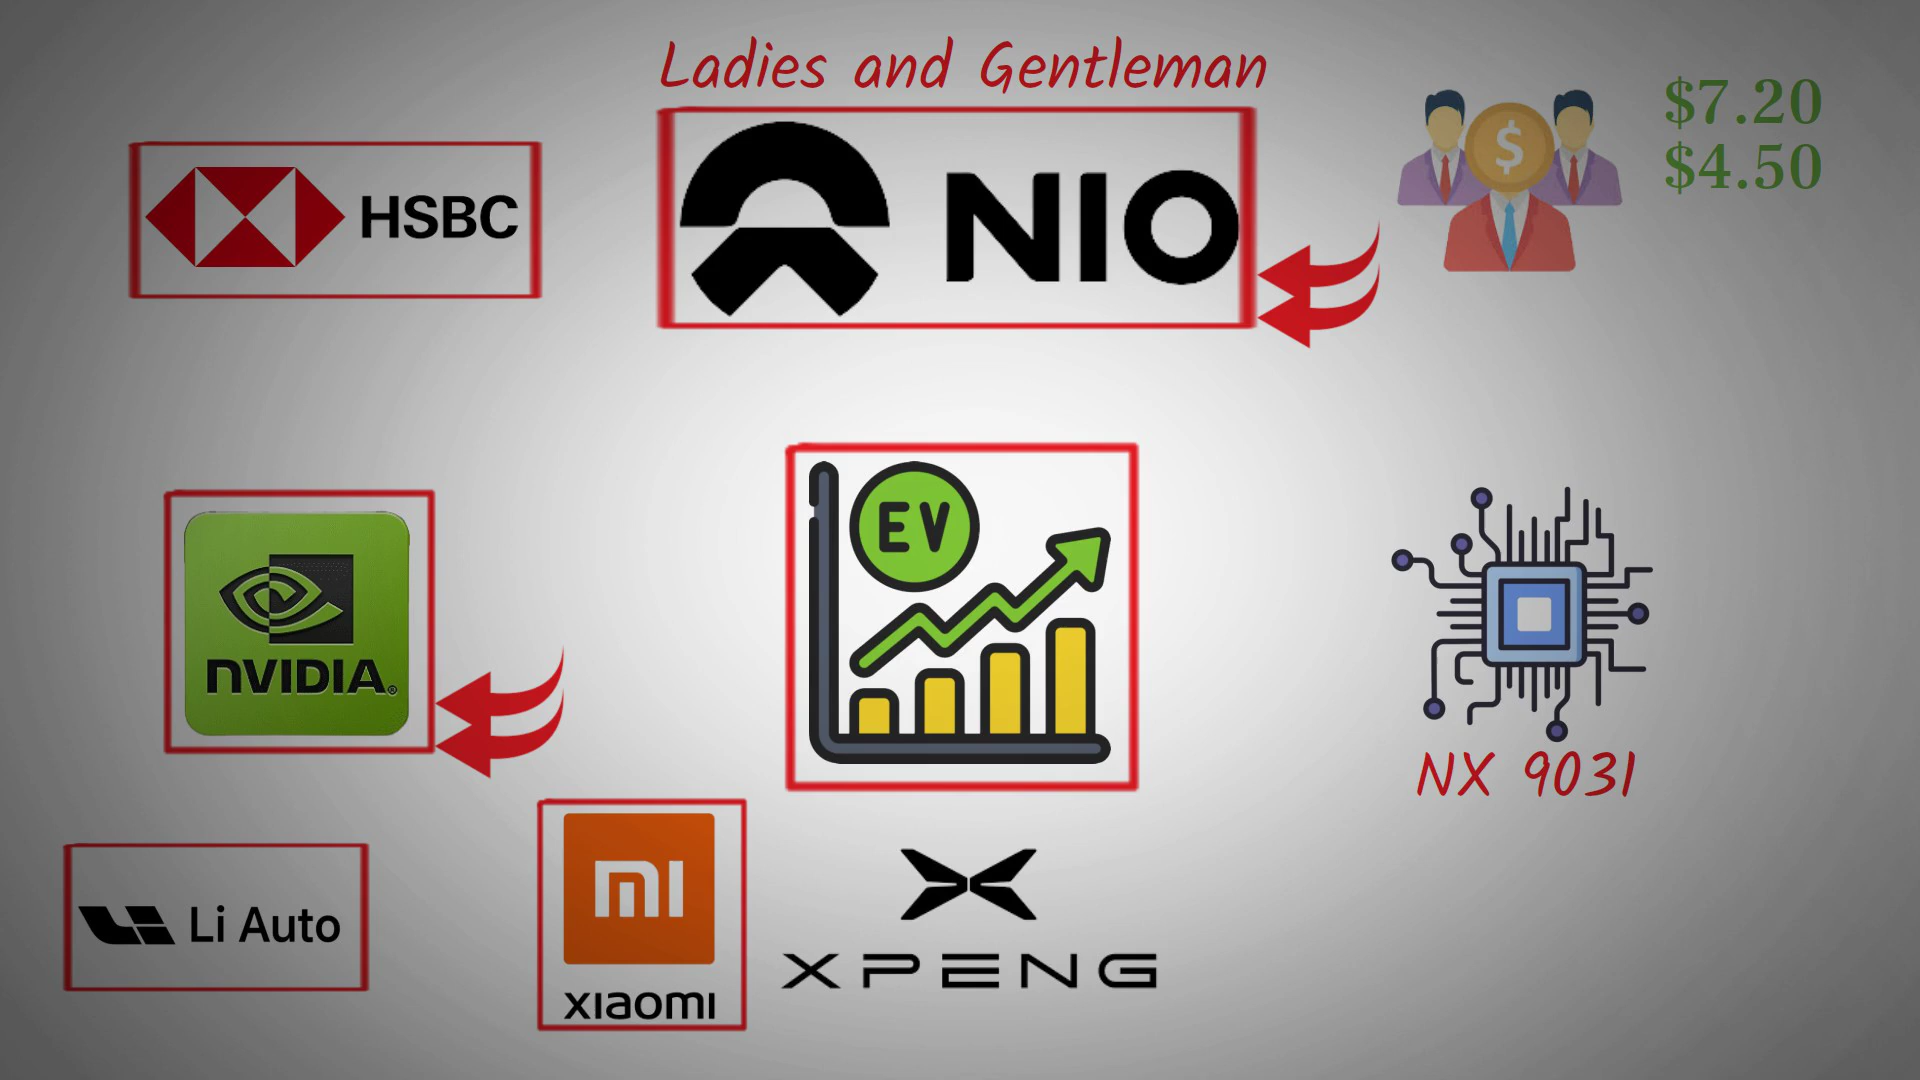 Ladies and Gentleman
HSBC
NIO
$7.20
$4.50
$
EV
NVIDIA®
NX 9031
Li Auto
mi
xiaomi
XPENG